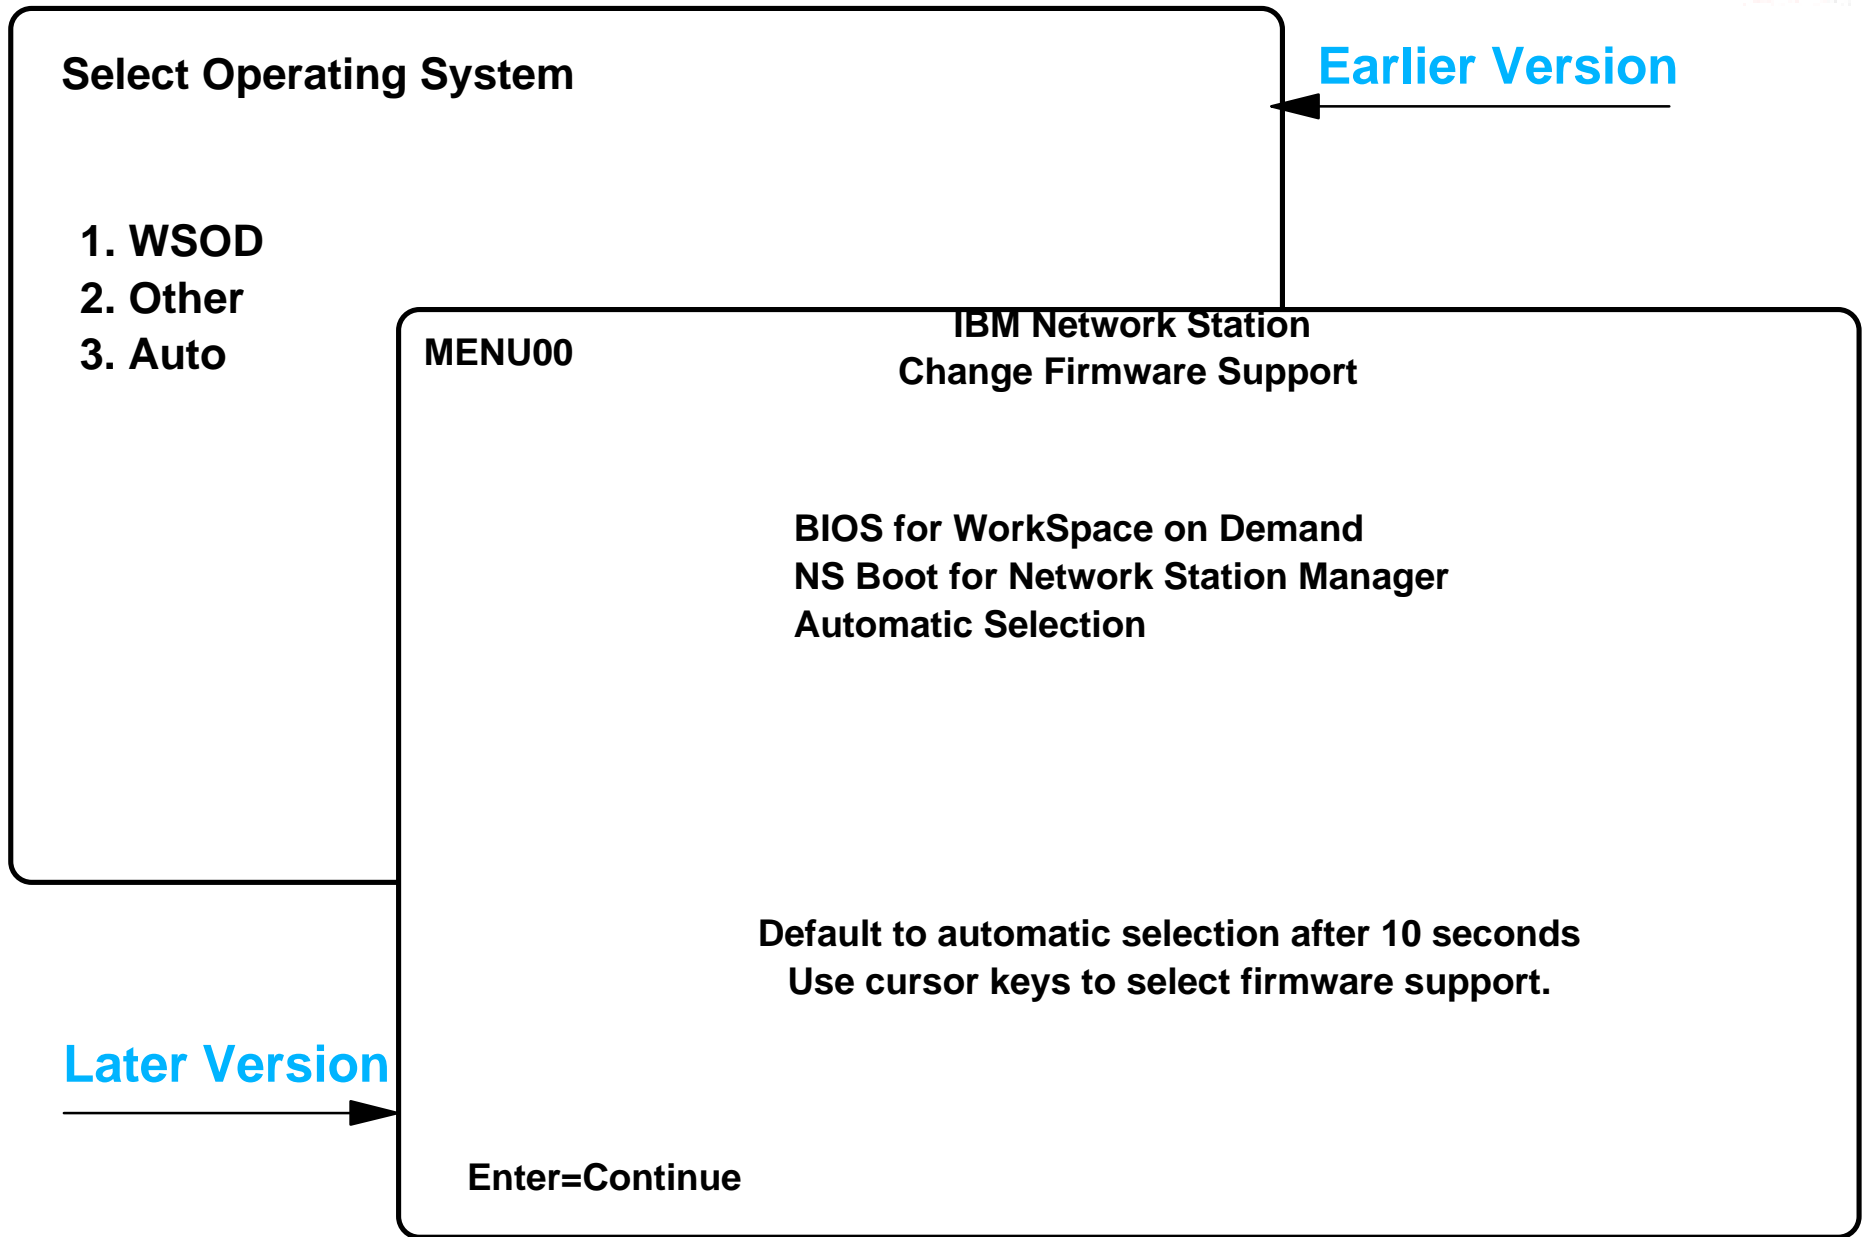 Select Operating System
Earlier Version
1. WSOD
2. Other
3. Auto
MENU00
IBM Network Station
Change Firmware Support
BIOS for WorkSpace on Demand
NS Boot for Network Station Manager
Automatic Selection
Default to automatic selection after 10 seconds
Use cursor keys to select firmware support.
Later Version
Enter=Continue